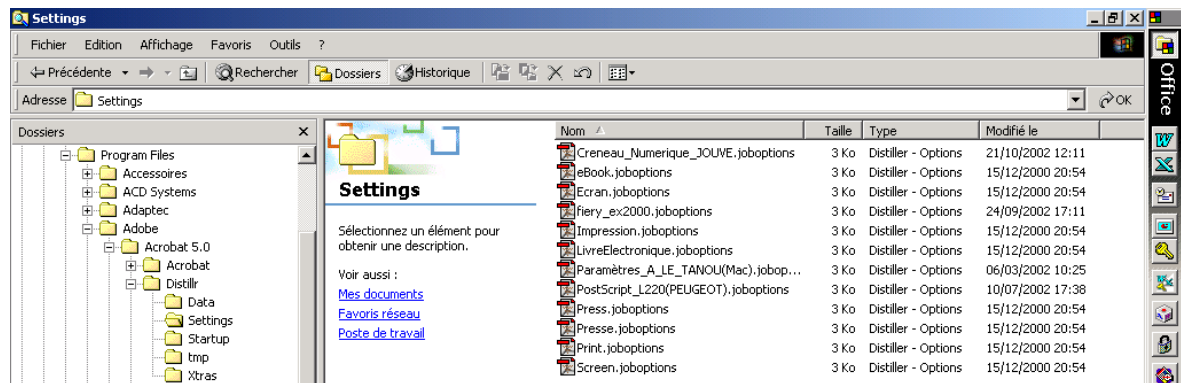 Settings
Fichier Edition Affichage Favoris Outils ?
Précédente Rechercher Dossiers Historique
Adresse Settings OK
Office
Dossiers
Program Files
Accessoires
ACD Systems
Adaptec
Adobe
Acrobat 5.0
Acrobat
Distillr
Data
Settings
Startup
tmp
Xtras
Settings
Sélectionnez un élément pour
obtenir une description.
Voir aussi :
Mes documents
Favoris réseau
Poste de travail
Nom Taille Type Modifié le
Creneau_Numerique_JOUVE.joboptions 3 Ko Distiller - Options 21/10/2002 12:11
eBook.joboptions 3 Ko Distiller - Options 15/12/2000 20:54
Ecran.joboptions 3 Ko Distiller - Options 15/12/2000 20:54
fiery_ex2000.joboptions 3 Ko Distiller - Options 24/09/2002 17:11
Impression.joboptions 3 Ko Distiller - Options 15/12/2000 20:54
LivreElectronique.joboptions 3 Ko Distiller - Options 15/12/2000 20:54
Paramètres_A_LE_TANOU(Mac).jobop... 3 Ko Distiller - Options 06/03/2002 10:25
PostScript_L220(PEUGEOT).joboptions 3 Ko Distiller - Options 10/07/2002 17:38
Press.joboptions 3 Ko Distiller - Options 15/12/2000 20:54
Presse.joboptions 3 Ko Distiller - Options 15/12/2000 20:54
Print.joboptions 3 Ko Distiller - Options 15/12/2000 20:54
Screen.joboptions 3 Ko Distiller - Options 15/12/2000 20:54